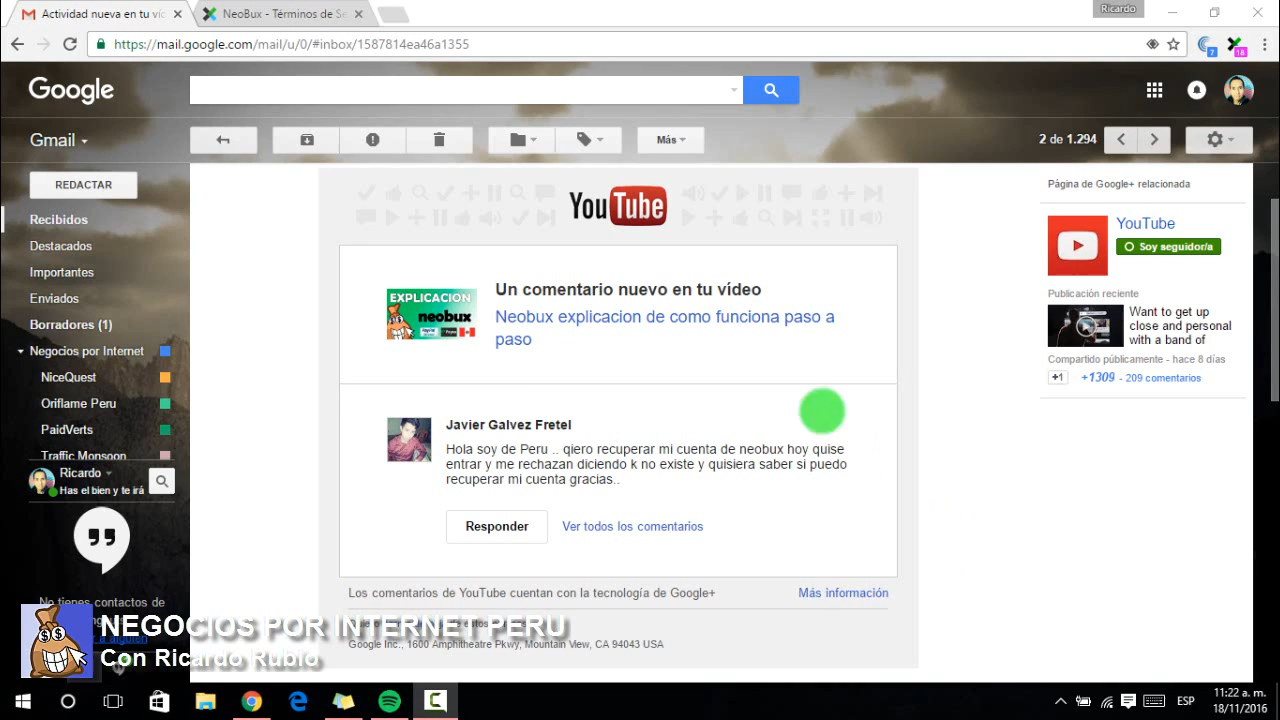 Actividad nueva en tu vid
NeoBux - Términos de Se
Ricardo
https://mail.google.com/mail/u/0/#inbox/1587814ea46a1355
7
18
Google
Gmail
Más
2 de 1.294
REDACTAR
Recibidos
Destacados
Importantes
Enviados
Borradores (1)
Negocios por Internet
NiceQuest
Oriflame Peru
PaidVerts
Traffic Monsoon
Ricardo
Has el bien y te irá
No tienes contactos de
YouTube
EXPLICACION
neobux
Un comentario nuevo en tu vídeo
Neobux explicacion de como funciona paso a
paso
Javier Galvez Fretel
Hola soy de Peru .. qiero recuperar mi cuenta de neobux hoy quise
entrar y me rechazan diciendo k no existe y quisiera saber si puedo
recuperar mi cuenta gracias..
Responder
Ver todos los comentarios
Los comentarios de YouTube cuentan con la tecnología de Google+
Más información
Google Inc., 1600 Amphitheatre Pkwy, Mountain View, CA 94043 USA
Página de Google+ relacionada
YouTube
Soy seguidor/a
Publicación reciente
Want to get up
close and personal
with a band of
Compartido públicamente - hace 8 días
+1
+1309 - 209 comentarios
NEGOCIOS POR INTERNET PERU
Con Ricardo Rubio
ESP
11:22 a. m.
18/11/2016